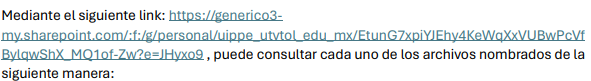 Mediante el siguiente link: https://generico3-
my.sharepoint.com/:f:/g/personal/uippe_utvtol_edu_mx/EtunG7xpiYJEhy4KeWqXxVUBwPcVf
BylqwShX_MQ1of-Zw?e=JHyxo9 , puede consultar cada uno de los archivos nombrados de la
siguiente manera: